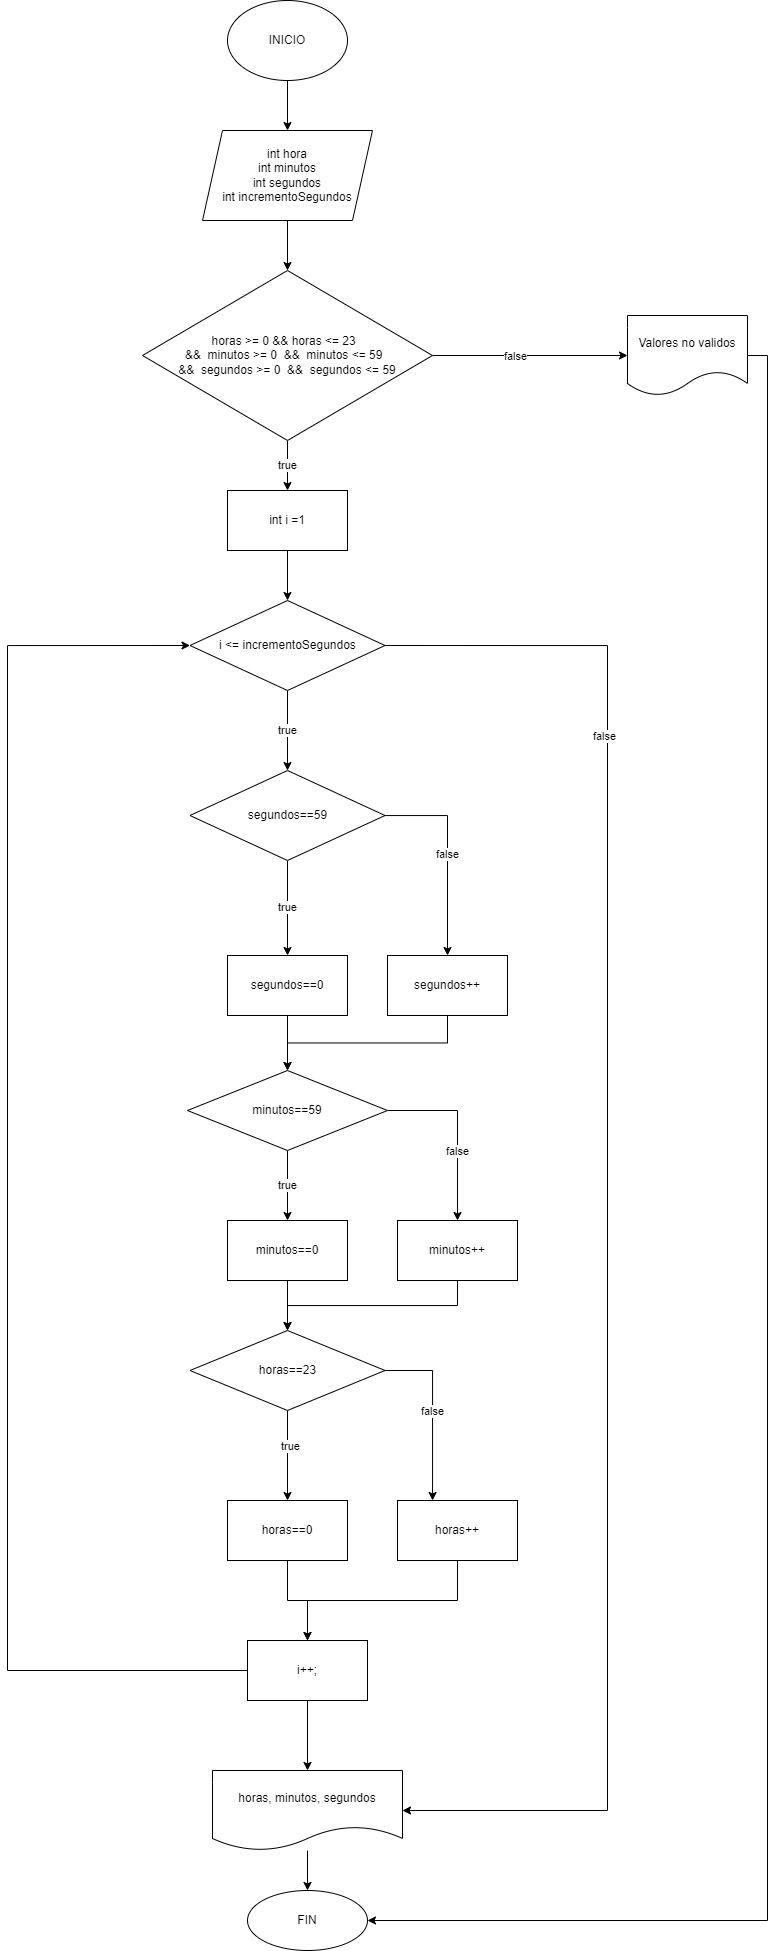 INICIO
int hora
int minutos
int segundos
int incrementoSegundos
horas >= 0 && horas <= 23
&& minutos >= 0 && minutos <= 59
&& segundos >= 0 && segundos <= 59
false
Valores no validos
true
int i =1
i <= incrementoSegundos
true
false
segundos==59
false
true
segundos==0
segundos++
minutos==59
false
true
minutos==0
minutos++
horas==23
false
true
horas==0
horas++
i++;
horas, minutos, segundos
FIN